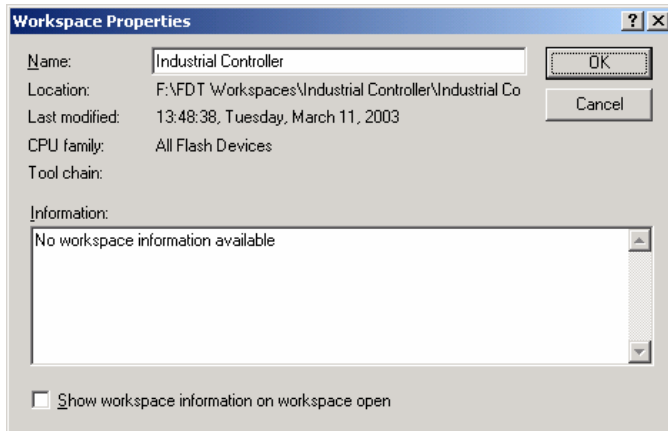 Workspace Properties
Name: Industrial Controller
OK
Location: F:\FDT Workspaces\Industrial Controller\Industrial Co
Cancel
Last modified: 13:48:38, Tuesday, March 11, 2003
CPU family: All Flash Devices
Tool chain:
Information:
No workspace information available
Show workspace information on workspace open